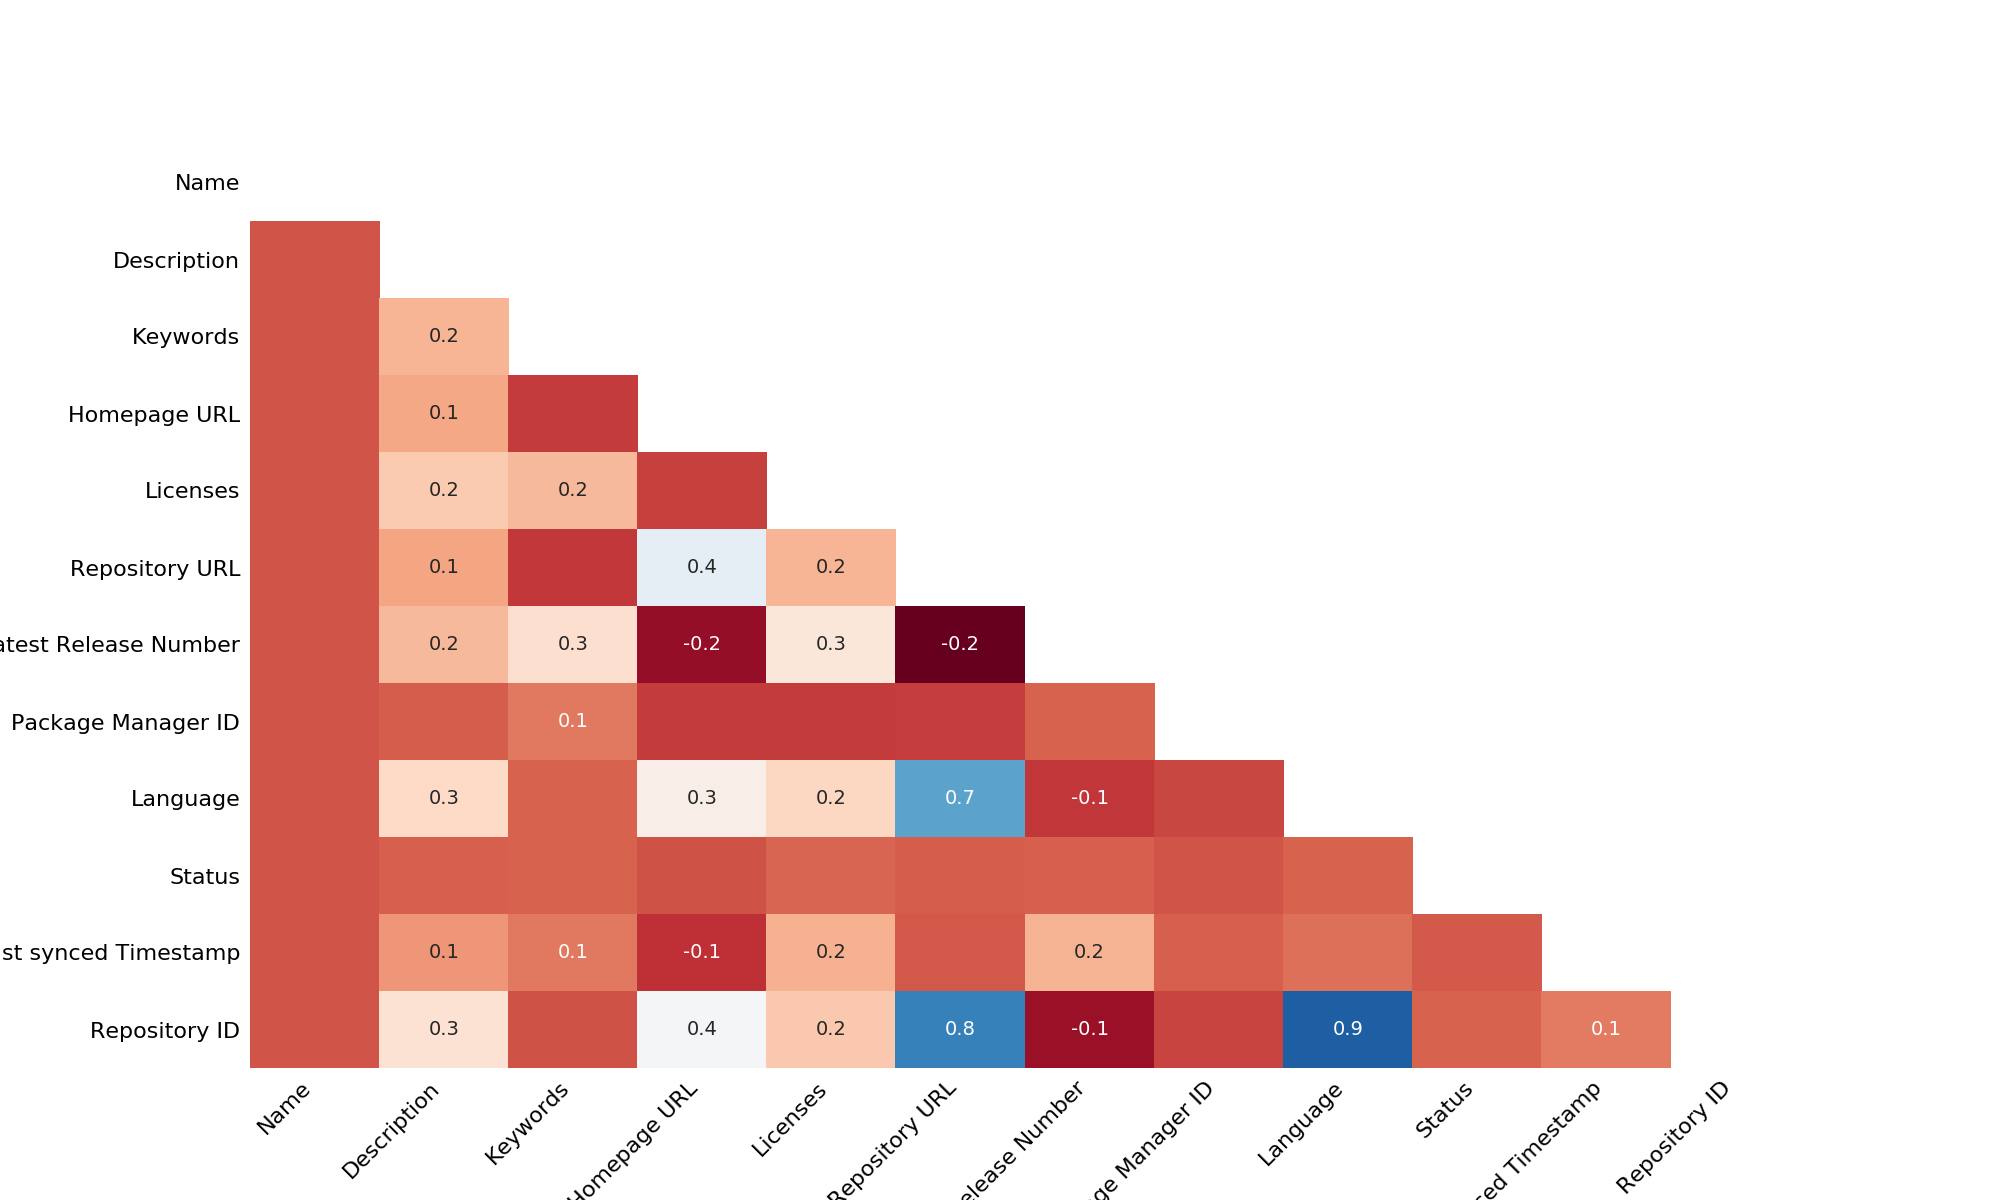 Name
Description
Keywords 0.2
Homepage URL 0.1
Licenses 0.2 0.2
Repository URL 0.1 0.4 0.2
Release Number 0.2 0.3 -0.2 0.3 -0.2
Package Manager ID 0.1
Language 0.3 0.3 0.2 0.7 -0.1
Status
synced Timestamp 0.1 0.1 -0.1 0.2 0.2
Repository ID 0.3 0.4 0.2 0.8 -0.1 0.9 0.1
Name
Description
Keywords
Homepage URL
Licenses
Repository URL
Number
Manager ID
Language
Status
Timestamp
Repository ID